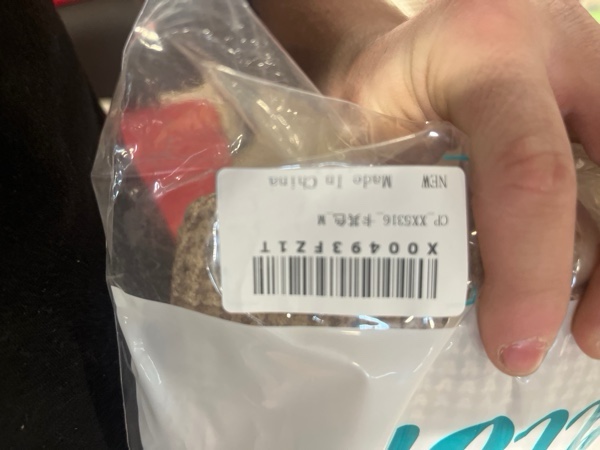 X00493FZ1T
CP_XX5316_卡其色_M
NEW
Made In China